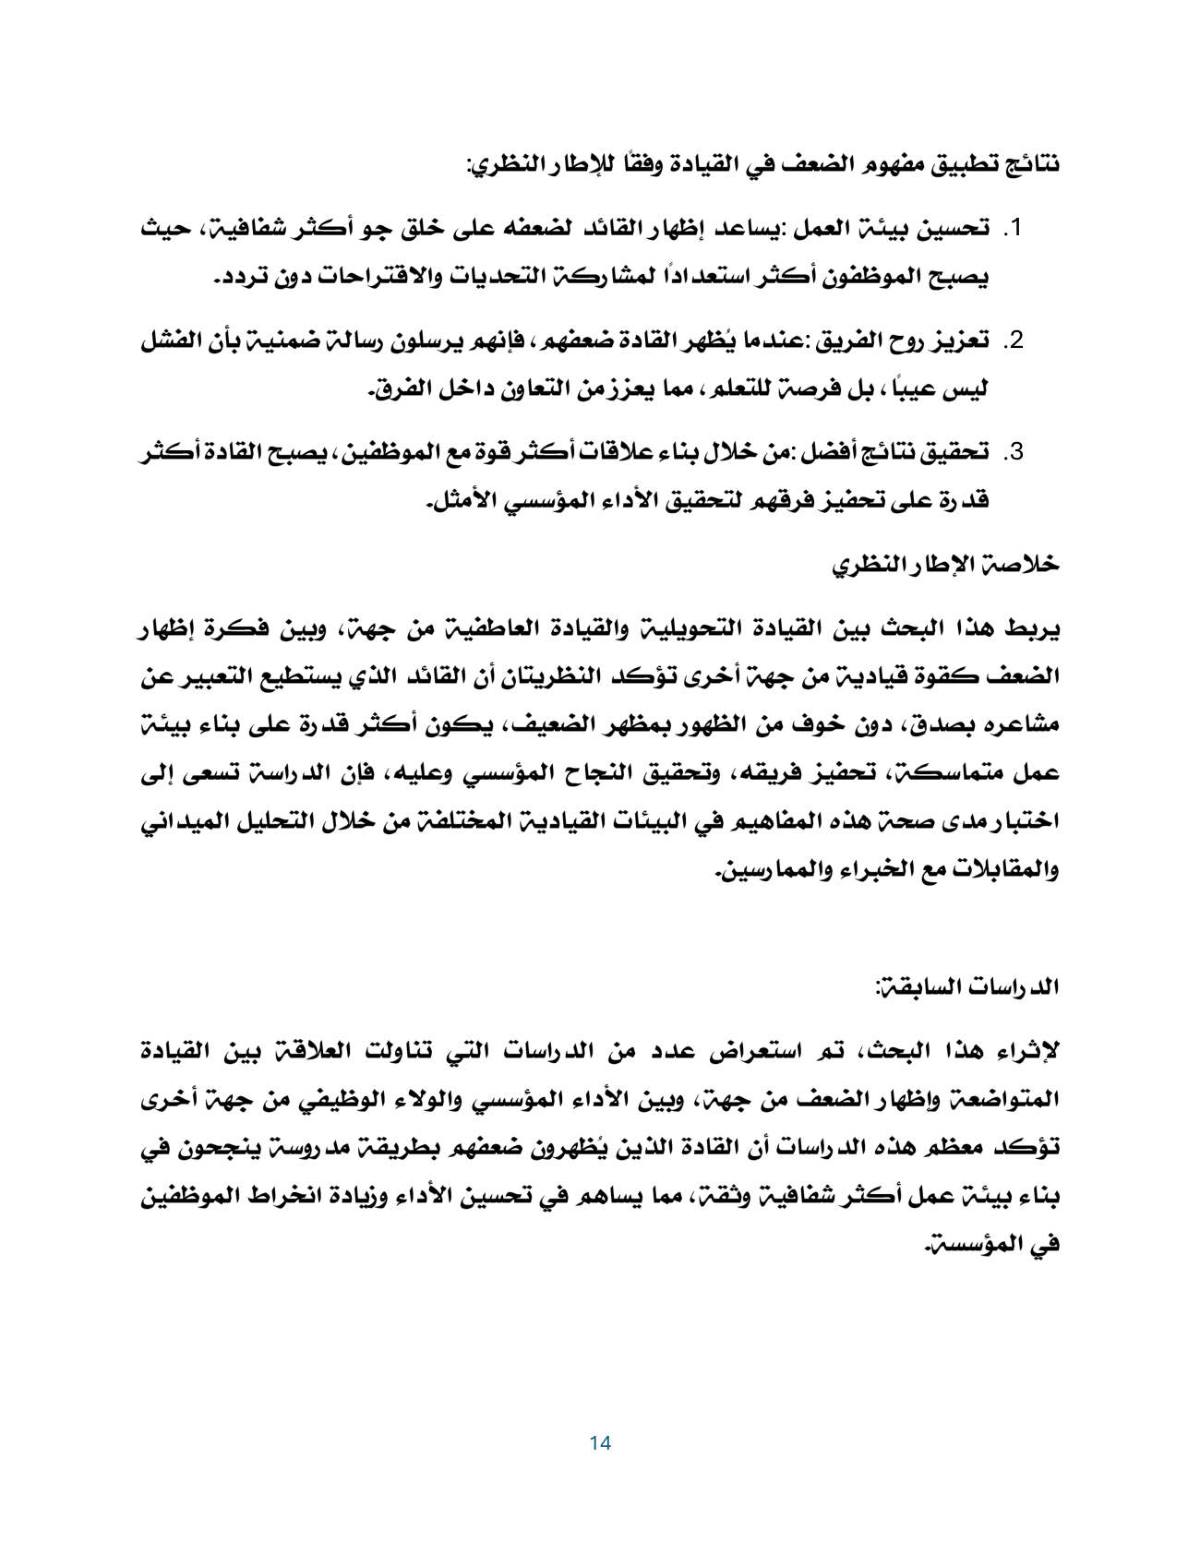 نتائج تطبيق مفهوم الضعف في القيادة وفقًا للإطار النظري:
1. تحسين بيئة العمل :يساعد إظهار القائد لضعفه على خلق جو أكثر شفافية، حيث
يصبح الموظفون أكثر استعدادًا لمشاركة التحديات والاقتراحات دون تردد.
2. تعزيز روح الفريق :عندما يُظهر القادة ضعفهم، فإنهم يرسلون رسالة ضمنية بأن الفشل
ليس عيبًا، بل فرصة للتعلم، مما يعزز من التعاون داخل الفرق.
3. تحقيق نتائج أفضل :من خلال بناء علاقات أكثر قوة مع الموظفين، يصبح القادة أكثر
قدرة على تحفيز فرقهم لتحقيق الأداء المؤسسي الأمثل.
خلاصة الإطار النظري
يربط هذا البحث بين القيادة التحويلية والقيادة العاطفية من جهة، وبين فكرة إظهار
الضعف كقوة قيادية من جهة أخرى تؤكد النظريتان أن القائد الذي يستطيع التعبير عن
مشاعره بصدق، دون خوف من الظهور بمظهر الضعيف، يكون أكثر قدرة على بناء بيئة
عمل متماسكة، تحفيز فريقه، وتحقيق النجاح المؤسسي وعليه، فإن الدراسة تسعى إلى
اختبار مدى صحة هذه المفاهيم في البيئات القيادية المختلفة من خلال التحليل الميداني
والمقابلات مع الخبراء والممارسين.
الدراسات السابقة:
لإثراء هذا البحث، تم استعراض عدد من الدراسات التي تناولت العلاقة بين القيادة
المتواضعة وإظهار الضعف من جهة، وبين الأداء المؤسسي والولاء الوظيفي من جهة أخرى
تؤكد معظم هذه الدراسات أن القادة الذين يُظهرون ضعفهم بطريقة مدروسة ينجحون في
بناء بيئة عمل أكثر شفافية وثقة، مما يساهم في تحسين الأداء وزيادة انخراط الموظفين
في المؤسسة.
14